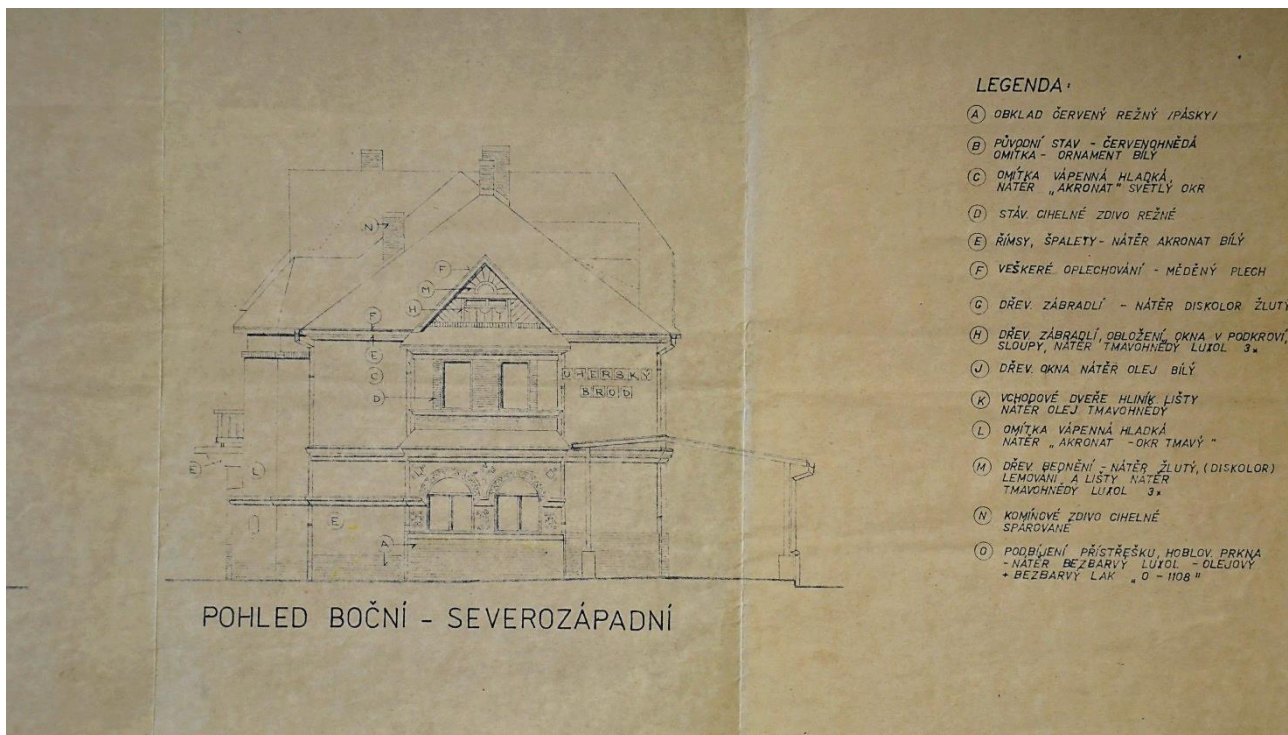 LEGENDA:
A OBKLAD ČERVENÝ REŽNÝ /PÁSKY/
B PŮVODNÍ STAV - ČERVENOHNĚDÁ
OMÍTKA - ORNAMENT BÍLÝ
C OMÍTKA VÁPENNÁ HLADKÁ,
NÁTĚR „AKRONAT" SVĚTLÝ OKR
D STÁV. CIHELNÉ ZDIVO REŽNÉ
E ŘÍMSY, ŠPALETY - NÁTĚR AKRONAT BÍLÝ
F VEŠKERÉ OPLECHOVÁNÍ - MĚDĚNÝ PLECH
G DŘEV. ZÁBRADLÍ - NÁTĚR DISKOLOR ŽLUTÝ
H DŘEV. ZÁBRADLÍ, OBLOŽENÍ, OKNA V PODKROVÍ,
SLOUPY, NÁTĚR TMAVOHNĚDÝ LUXOL 3x
J DŘEV. OKNA NÁTĚR OLEJ BÍLÝ
K VCHODOVÉ DVEŘE HLINÍK. LIŠTY
NÁTĚR OLEJ TMAVOHNĚDÝ
L OMÍTKA VÁPENNÁ HLADKÁ
NÁTĚR „AKRONAT - OKR TMAVÝ"
M DŘEV. BEDNĚNÍ - NÁTĚR ŽLUTÝ, (DISKOLOR)
LEMOVÁNÍ A LIŠTY NÁTĚR
TMAVOHNĚDÝ LUXOL 3x
N KOMÍNOVÉ ZDIVO CIHELNÉ
SPÁROVANÉ
O PODBÍJENÍ PŘÍSTŘEŠKU, HOBLOV. PRKNA
- NÁTĚR BEZBARVÝ LUXOL - OLEJOVÝ
+ BEZBARVÝ LAK „O - 1108"
N
F
M
H
F
E
C
D
UHERSKÝ
BROD
E
L
E
A
POHLED BOČNÍ - SEVEROZÁPADNÍ